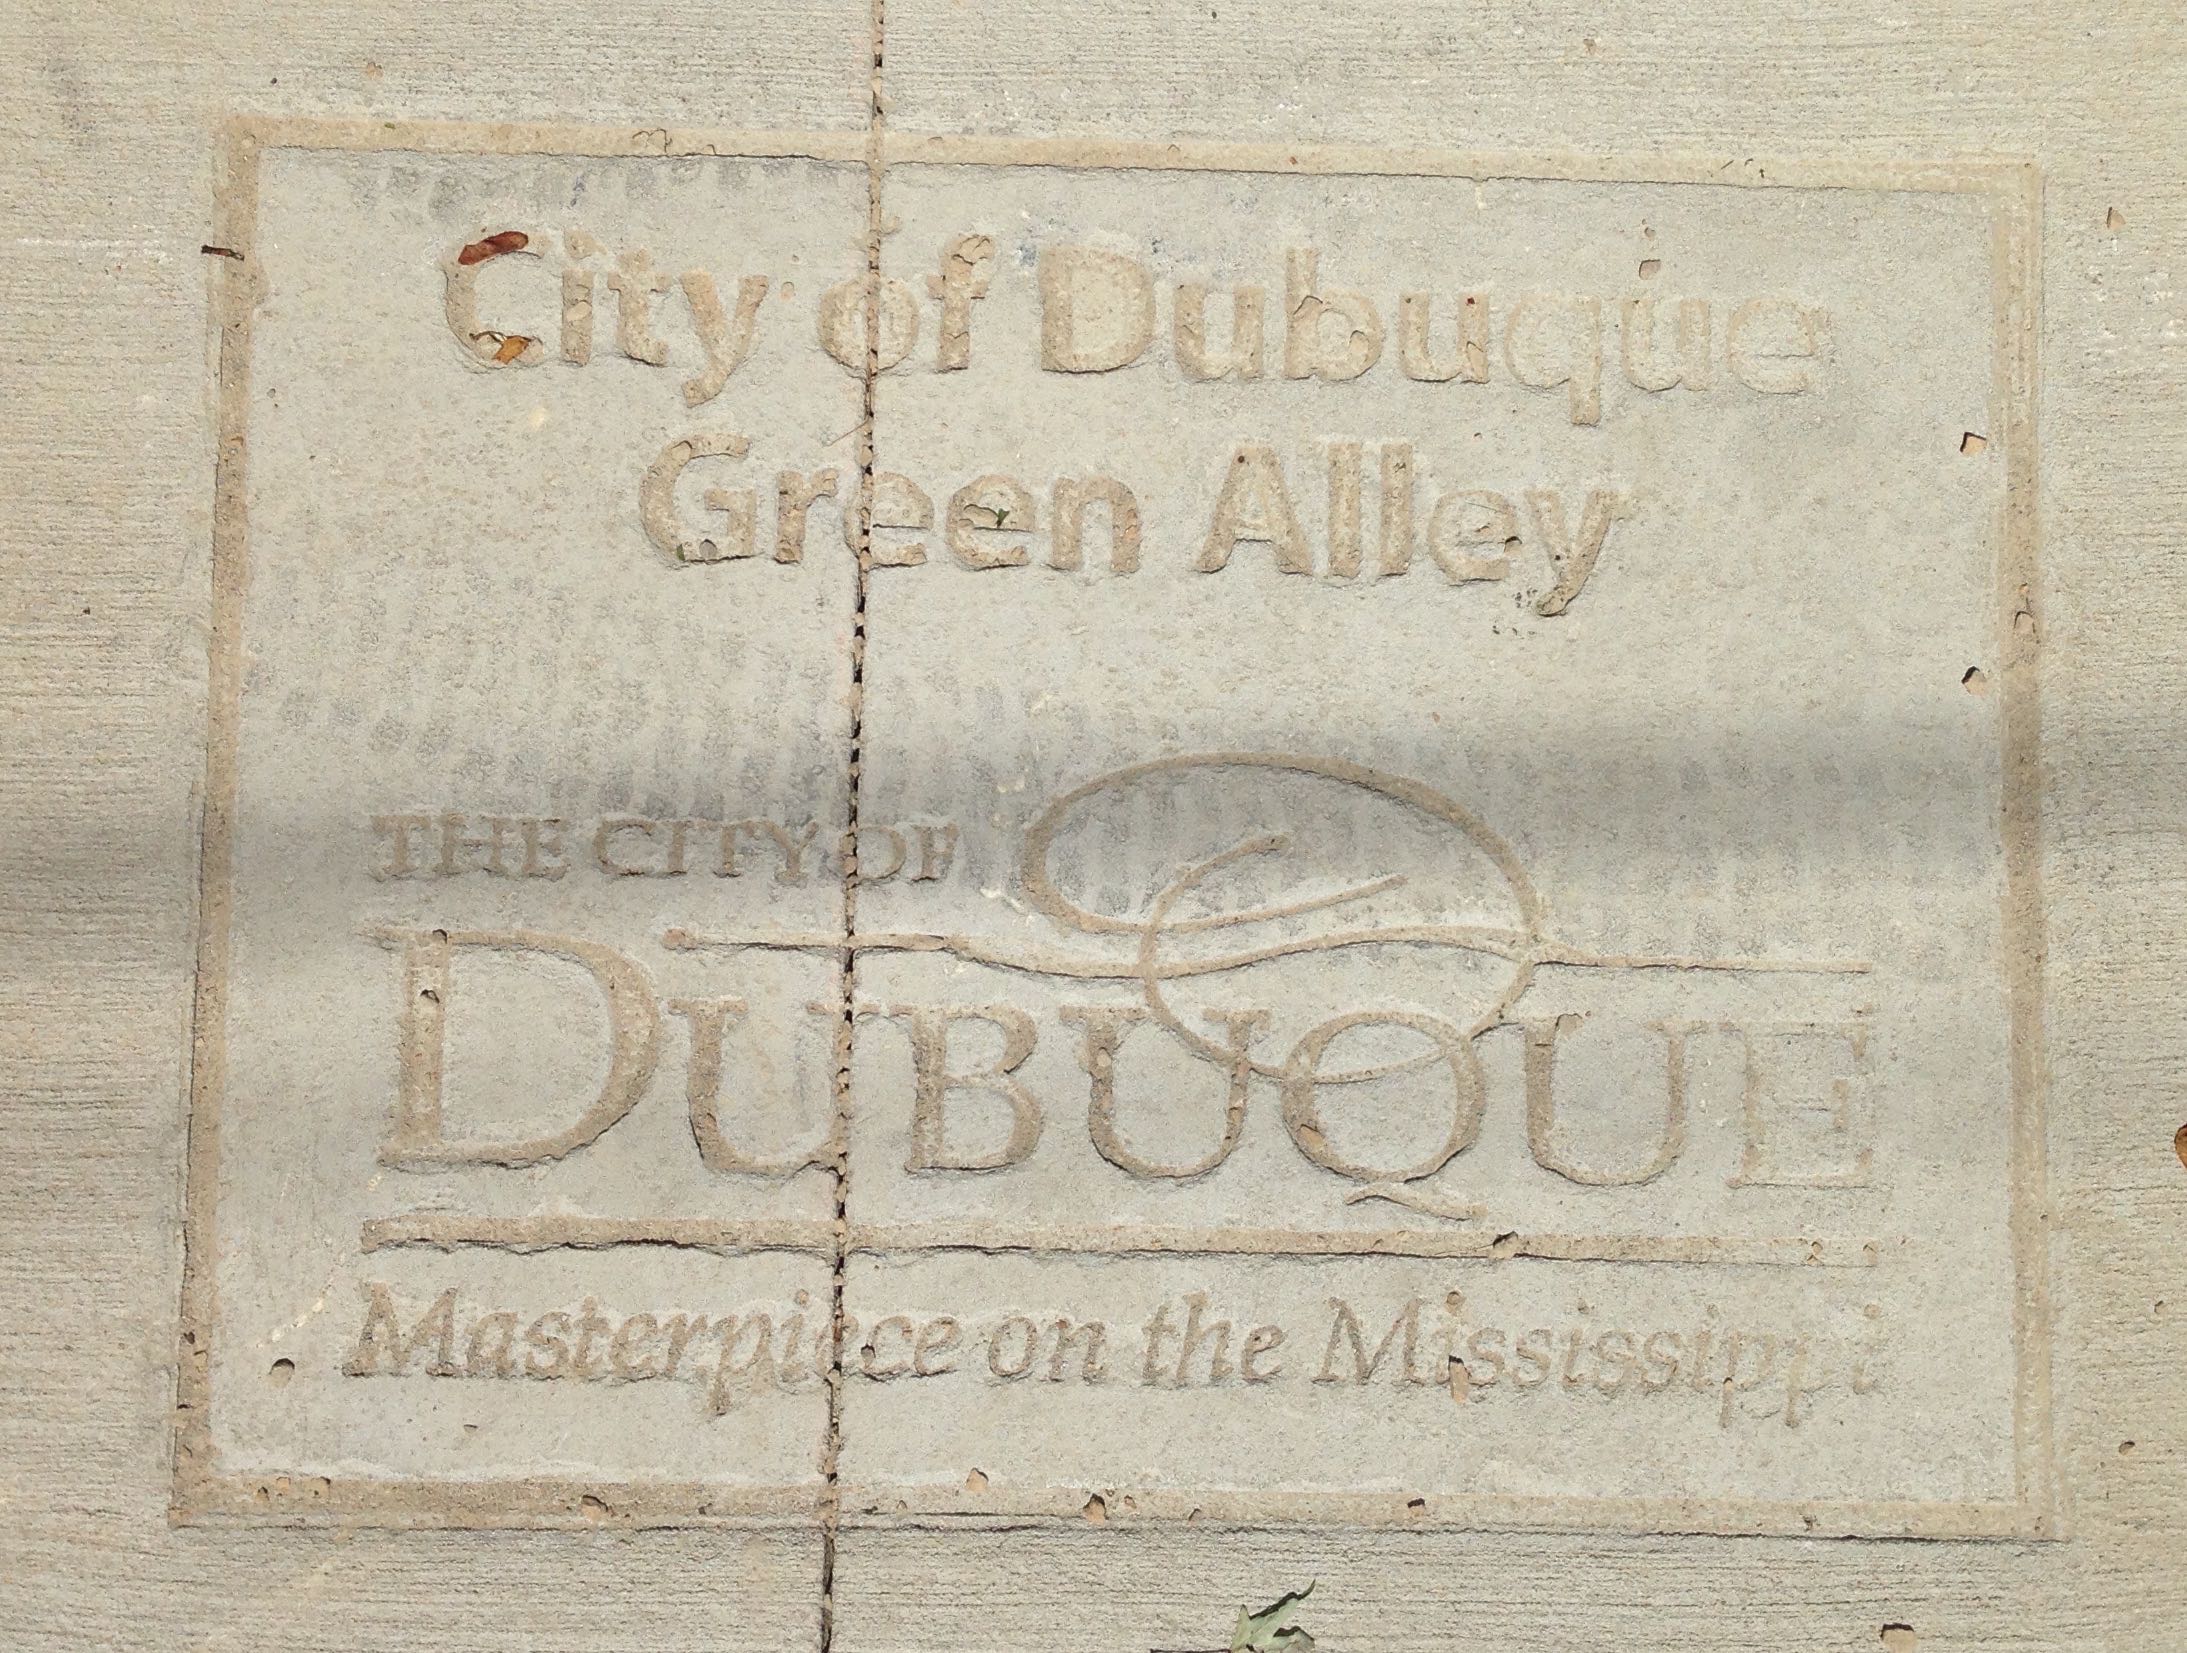 City of Dubuque
Green Alley
THE CITY OF
DUBUQUE
Masterpiece on the Mississippi